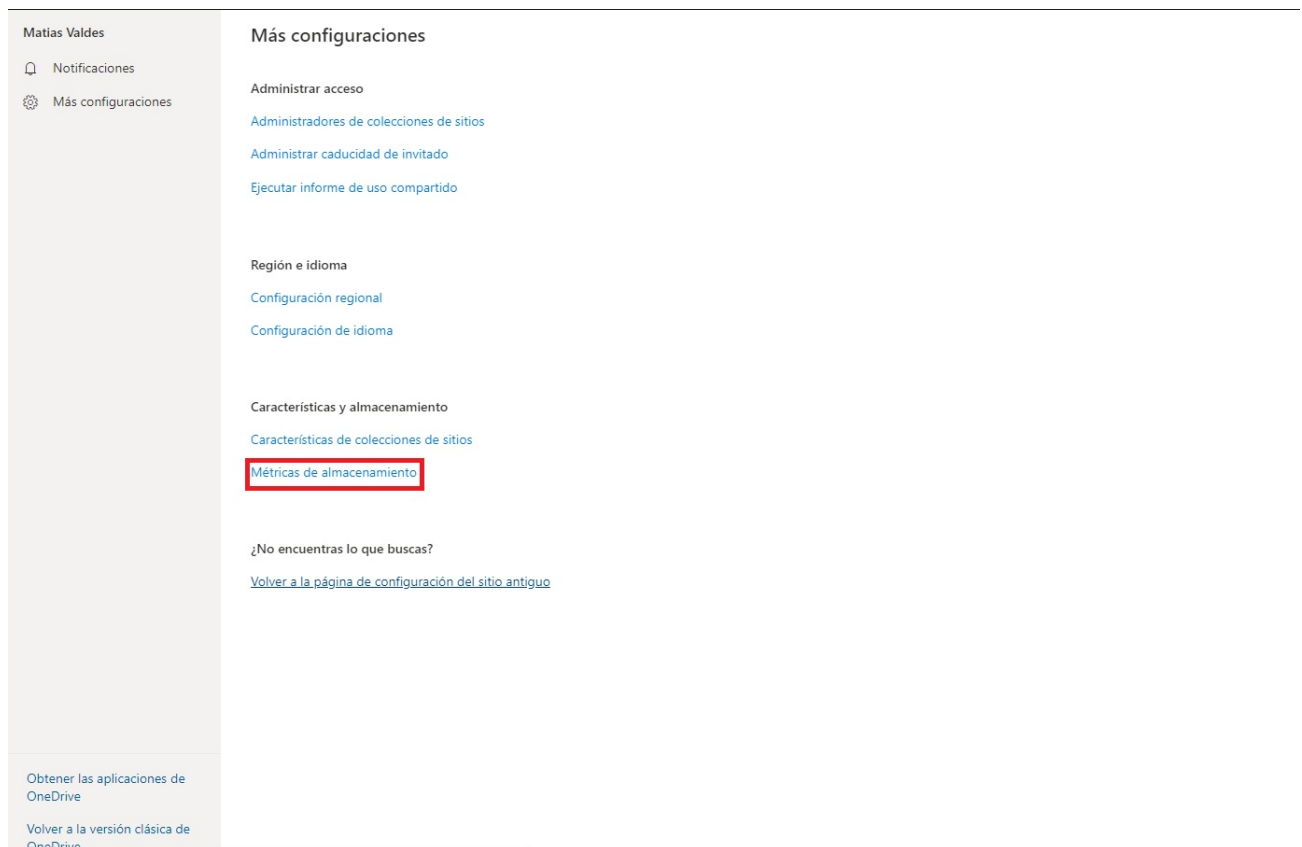 Matias Valdes
Notificaciones
Más configuraciones
Obtener las aplicaciones de
OneDrive
Volver a la versión clásica de
OneDrive
Más configuraciones
Administrar acceso
Administradores de colecciones de sitios
Administrar caducidad de invitado
Ejecutar informe de uso compartido
Región e idioma
Configuración regional
Configuración de idioma
Características y almacenamiento
Características de colecciones de sitios
Métricas de almacenamiento
¿No encuentras lo que buscas?
Volver a la página de configuración del sitio antiguo